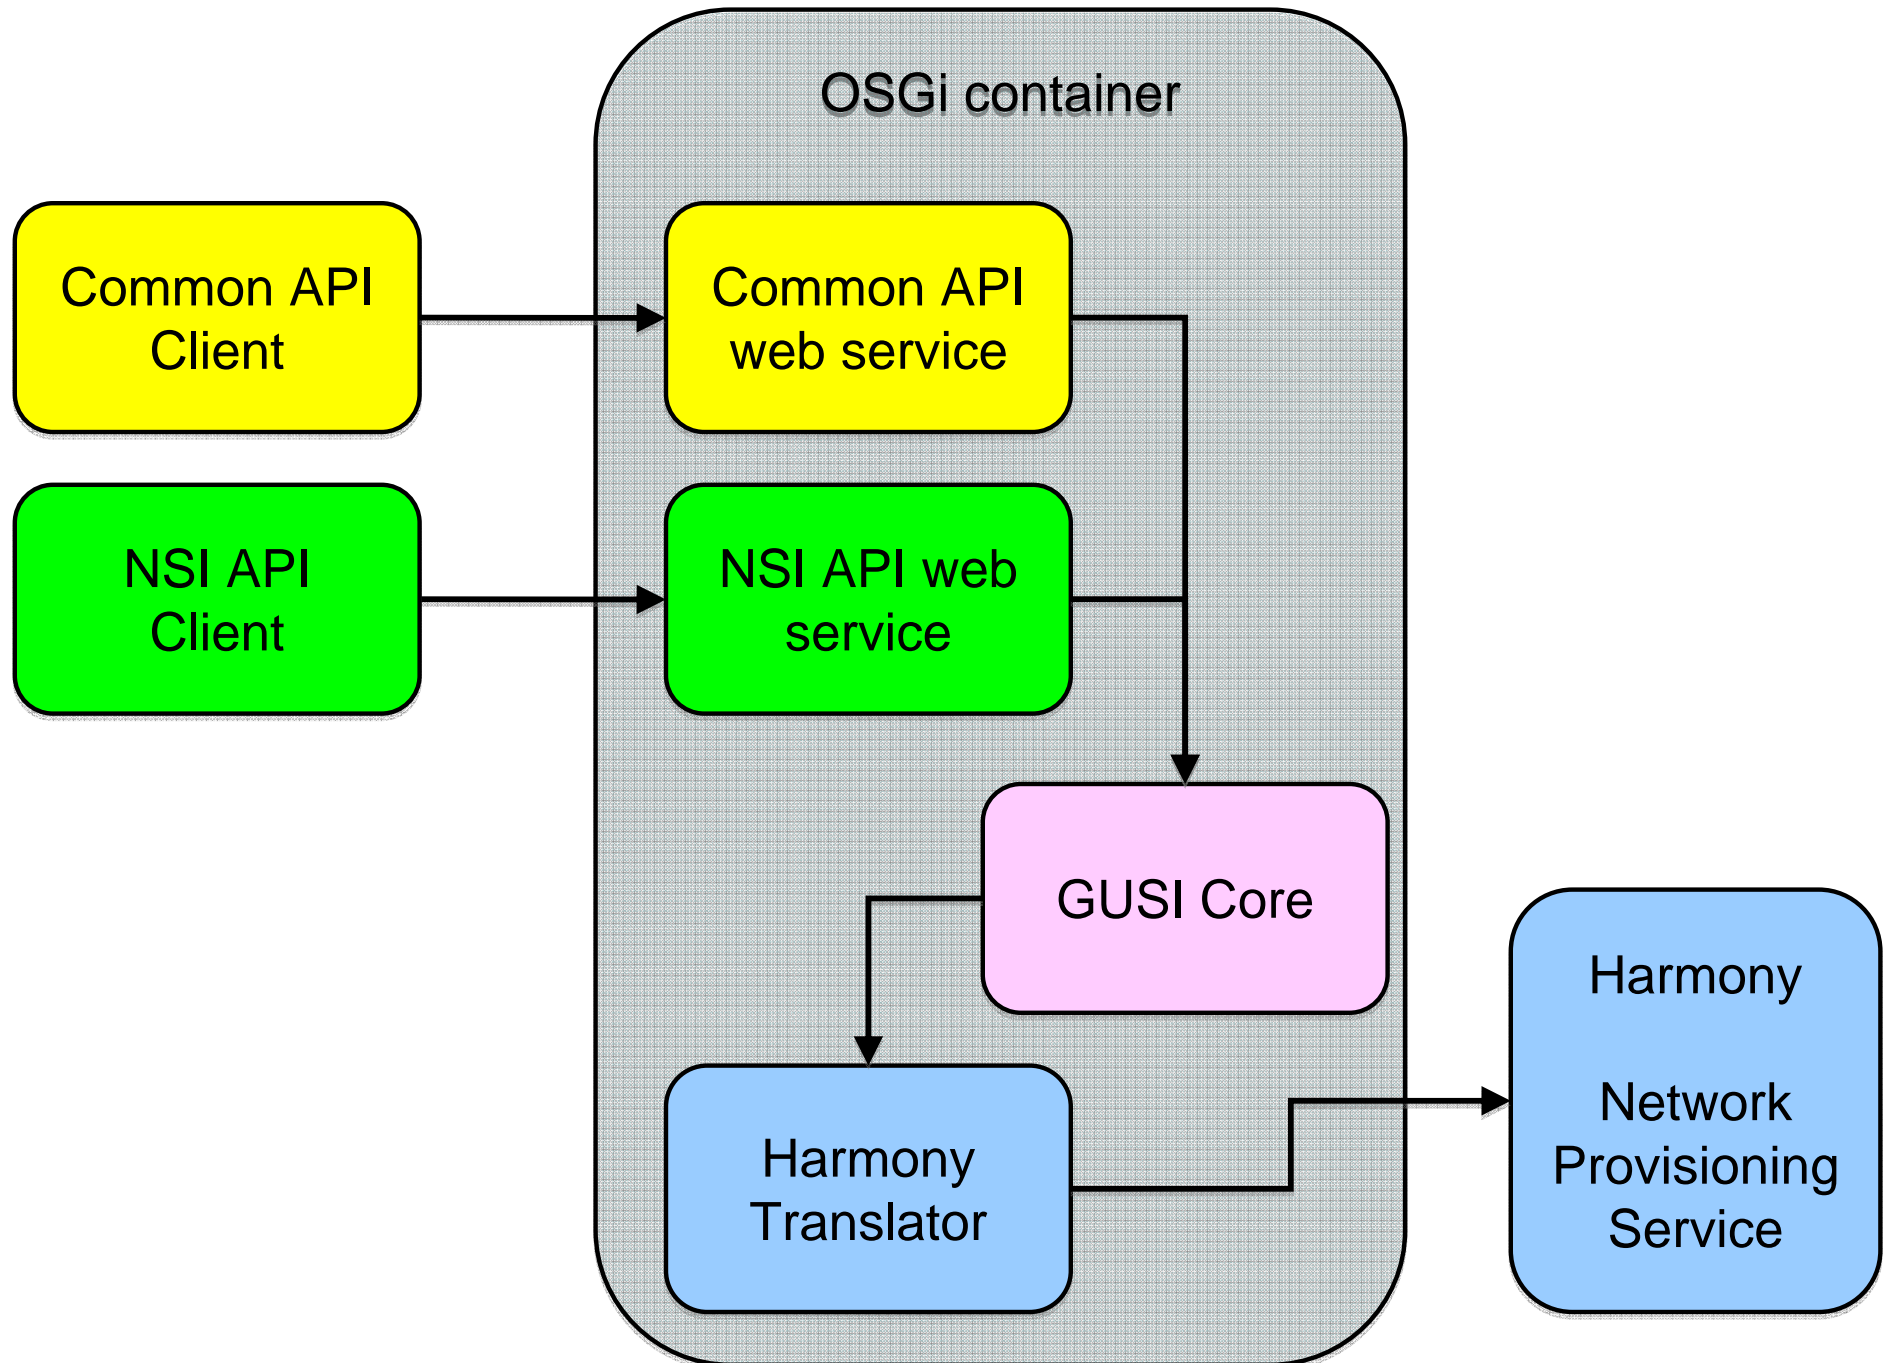 OSGi container
Common API
Client
Common API
web service
NSI API
Client
NSI API web
service
GUSI Core
Harmony
Translator
Harmony
Network
Provisioning
Service